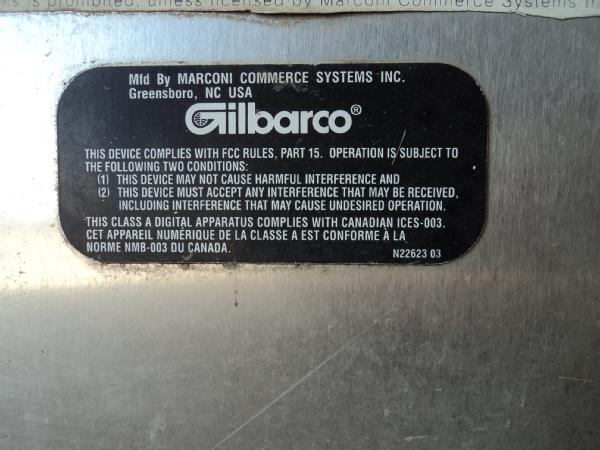 is prohibited, unless licensed by Marconi Commerce Systems
Mfd By MARCONI COMMERCE SYSTEMS INC.
Greensboro, NC USA
Gilbarco®
THIS DEVICE COMPLIES WITH FCC RULES, PART 15. OPERATION IS SUBJECT TO
THE FOLLOWING TWO CONDITIONS:
(1) THIS DEVICE MAY NOT CAUSE HARMFUL INTERFERENCE AND
(2) THIS DEVICE MUST ACCEPT ANY INTERFERENCE THAT MAY BE RECEIVED,
INCLUDING INTERFERENCE THAT MAY CAUSE UNDESIRED OPERATION.
THIS CLASS A DIGITAL APPARATUS COMPLIES WITH CANADIAN ICES-003.
CET APPAREIL NUMÉRIQUE DE LA CLASSE A EST CONFORME À LA
NORME NMB-003 DU CANADA.
N22623 03